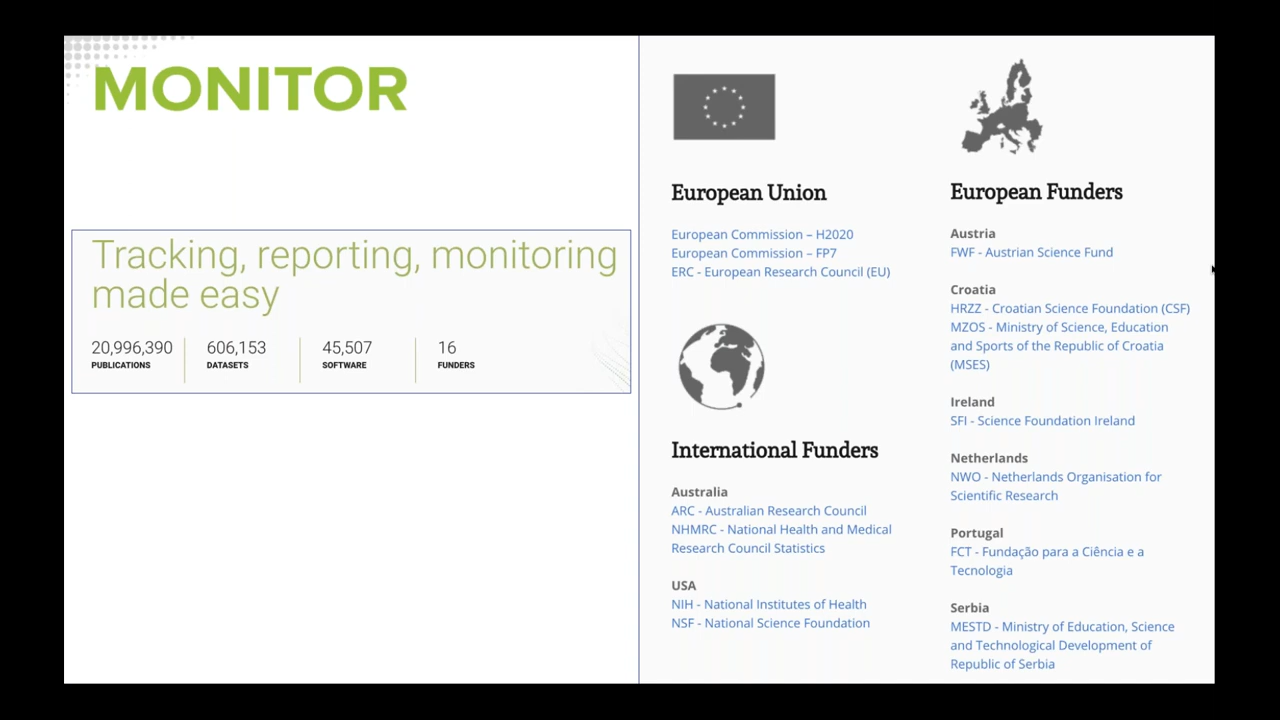 MONITOR
Tracking, reporting, monitoring
made easy
20,996,390
PUBLICATIONS
606,153
DATASETS
45,507
SOFTWARE
16
FUNDERS
European Union
European Commission – H2020
European Commission – FP7
ERC - European Research Council (EU)
International Funders
Australia
ARC - Australian Research Council
NHMRC - National Health and Medical
Research Council Statistics
USA
NIH - National Institutes of Health
NSF - National Science Foundation
European Funders
Austria
FWF - Austrian Science Fund
Croatia
HRZZ - Croatian Science Foundation (CSF)
MZOS - Ministry of Science, Education
and Sports of the Republic of Croatia
(MSES)
Ireland
SFI - Science Foundation Ireland
Netherlands
NWO - Netherlands Organisation for
Scientific Research
Portugal
FCT - Fundação para a Ciência e a
Tecnologia
Serbia
MESTD - Ministry of Education, Science
and Technological Development of
Republic of Serbia